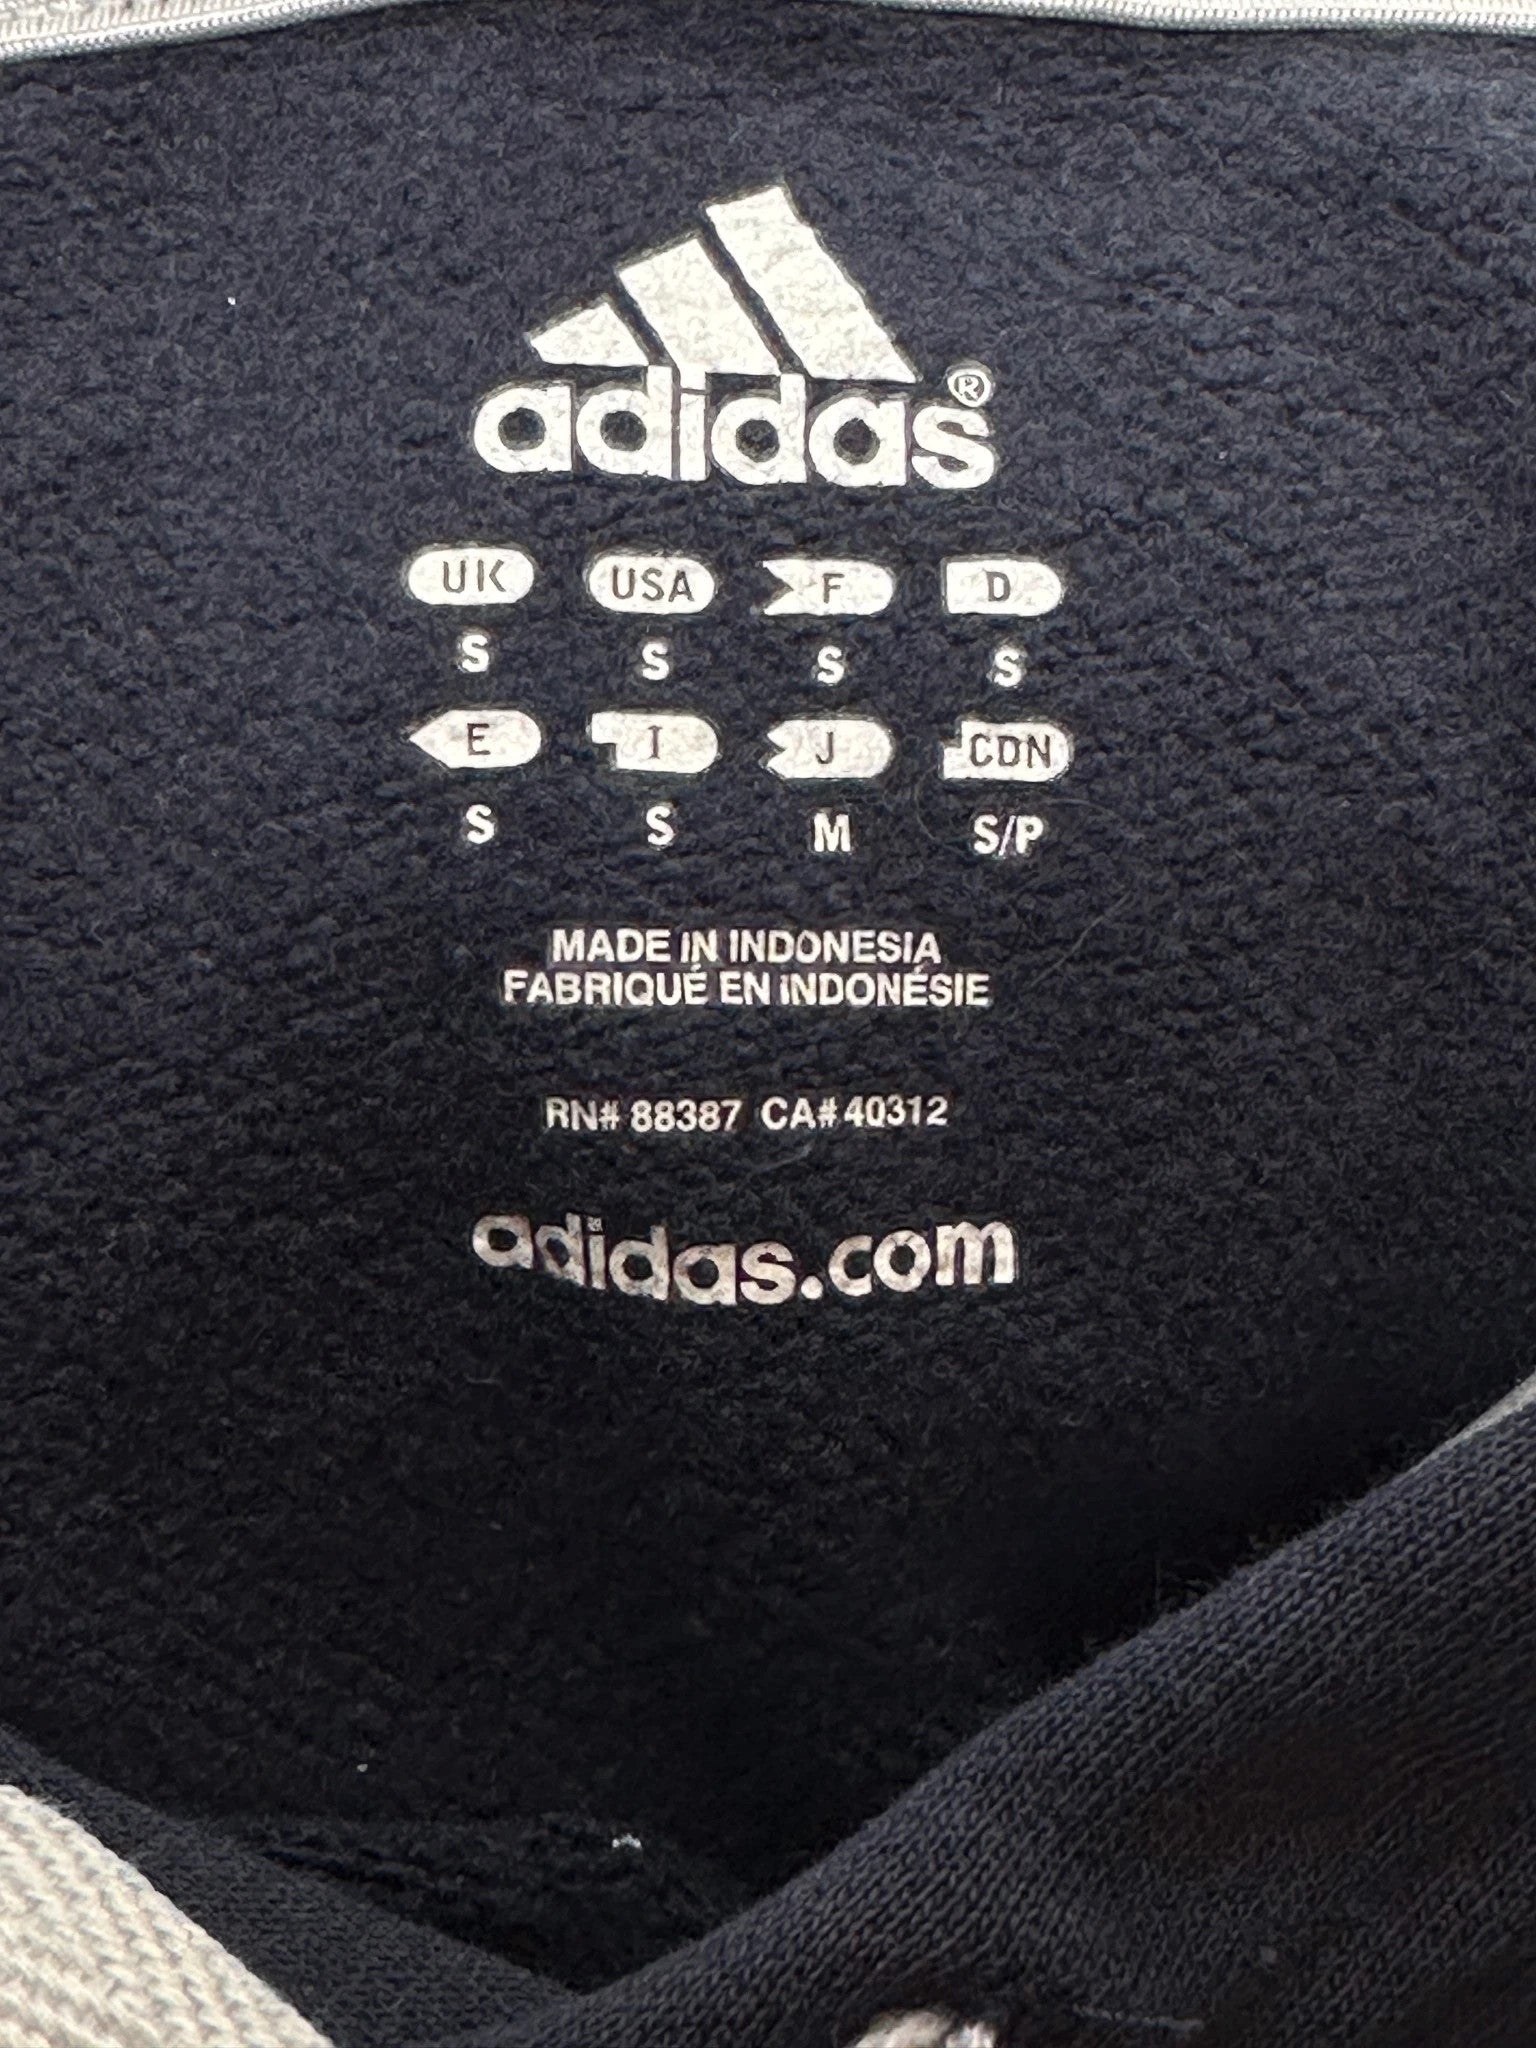 adidas®
UK USA F D
S S S S
E I J CDN
S S M S/P
MADE IN INDONESIA
FABRIQUÉ EN INDONÉSIE
RN# 88387 CA# 40312
adidas.com